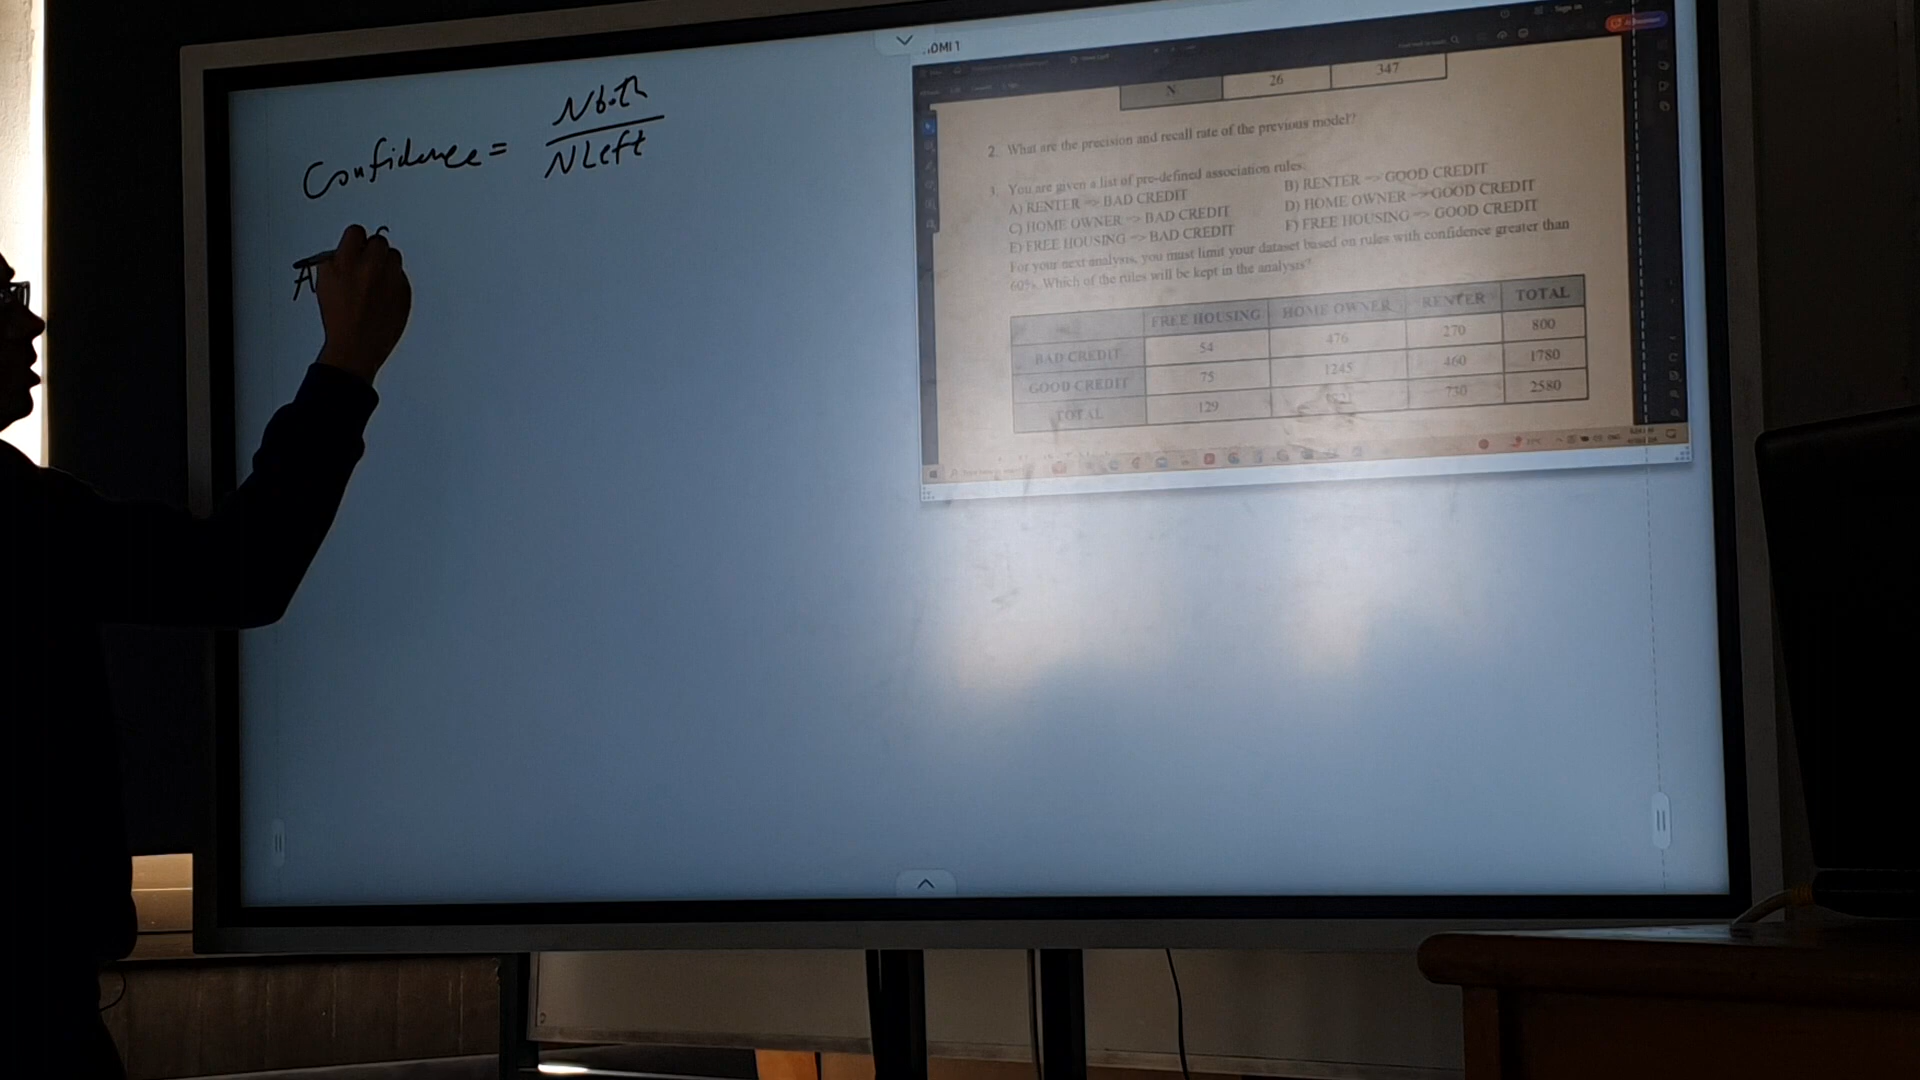 Confidence = Nboth / NLeft
A
HDMI 1
Sign in
N 26 347
2. What are the precision and recall rate of the previous model?
3. You are given a list of pre-defined association rules:
A) RENTER => BAD CREDIT B) RENTER => GOOD CREDIT
C) HOME OWNER => BAD CREDIT D) HOME OWNER => GOOD CREDIT
E) FREE HOUSING => BAD CREDIT F) FREE HOUSING => GOOD CREDIT
For your next analysis, you must limit your dataset based on rules with confidence greater than
60%. Which of the rules will be kept in the analysis?
FREE HOUSING HOME OWNER RENTER TOTAL
BAD CREDIT 54 476 270 800
GOOD CREDIT 75 1245 460 1780
TOTAL 129 730 2580